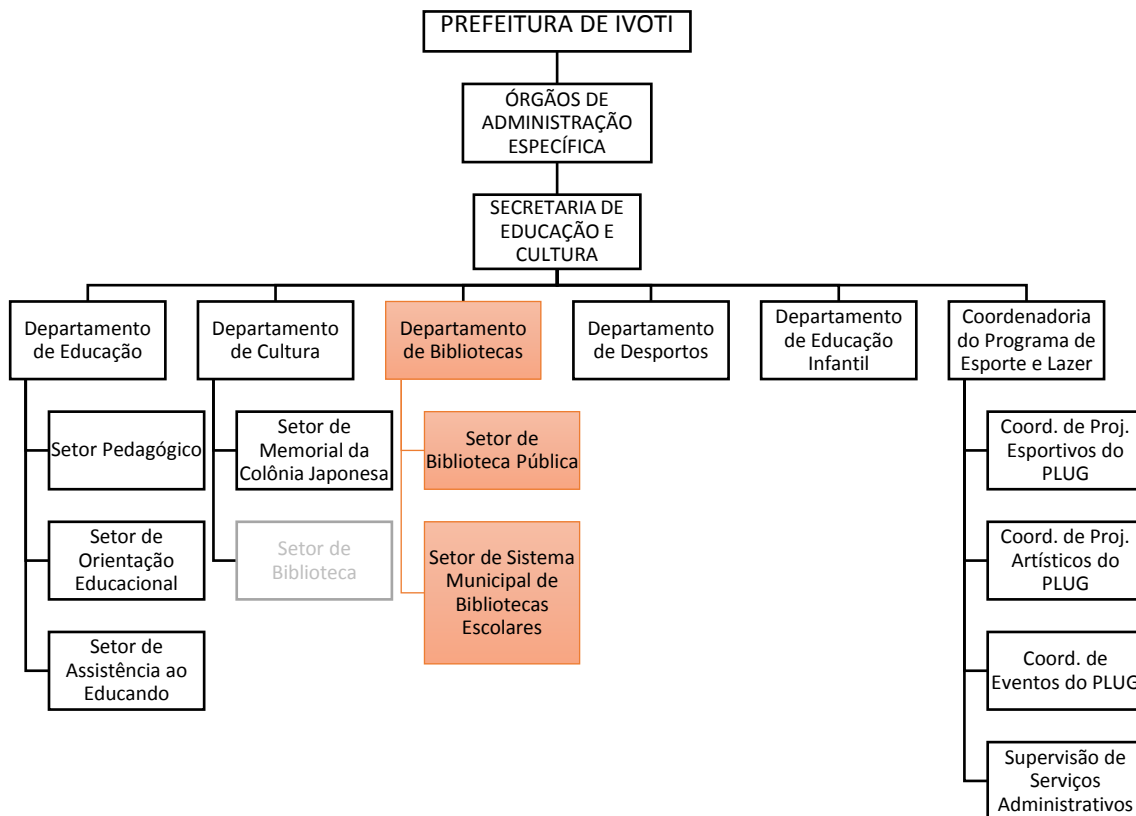 PREFEITURA DE IVOTI
ÓRGÃOS DE
ADMINISTRAÇÃO
ESPECÍFICA
SECRETARIA DE
EDUCAÇÃO E
CULTURA
Departamento
de Educação
Departamento
de Cultura
Departamento
de Bibliotecas
Departamento
de Desportos
Departamento
de Educação
Infantil
Coordenadoria
do Programa de
Esporte e Lazer
Setor Pedagógico
Setor de
Orientação
Educacional
Setor de
Assistência ao
Educando
Setor de
Memorial da
Colônia Japonesa
Setor de
Biblioteca
Setor de
Biblioteca Pública
Setor de Sistema
Municipal de
Bibliotecas
Escolares
Coord. de Proj.
Esportivos do
PLUG
Coord. de Proj.
Artísticos do
PLUG
Coord. de
Eventos do PLUG
Supervisão de
Serviços
Administrativos